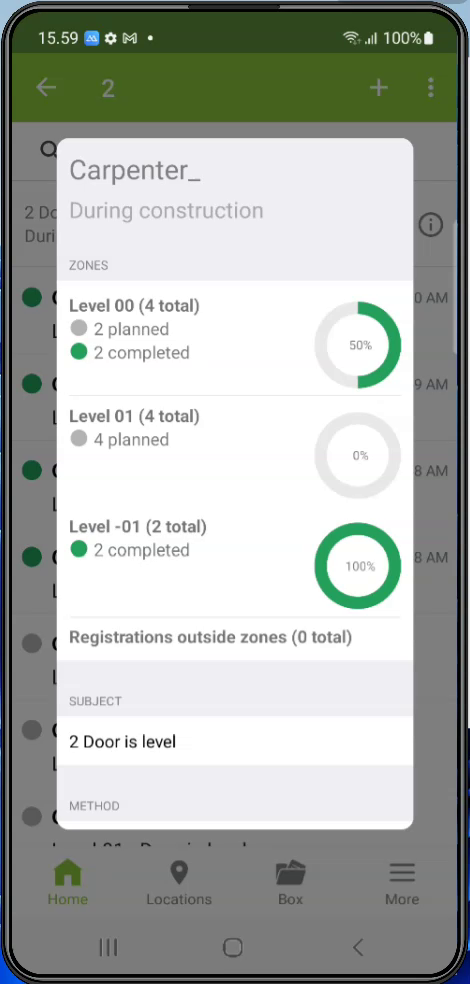 15.59 100%
2
Carpenter_
2 Do
During construction
Duri
ZONES
Level 00 (4 total)
0 AM
2 planned
50%
2 completed
9 AM
Level 01 (4 total)
4 planned
0%
8 AM
Level -01 (2 total)
2 completed
8 AM
100%
Registrations outside zones (0 total)
SUBJECT
2 Door is level
METHOD
Home Locations Box More